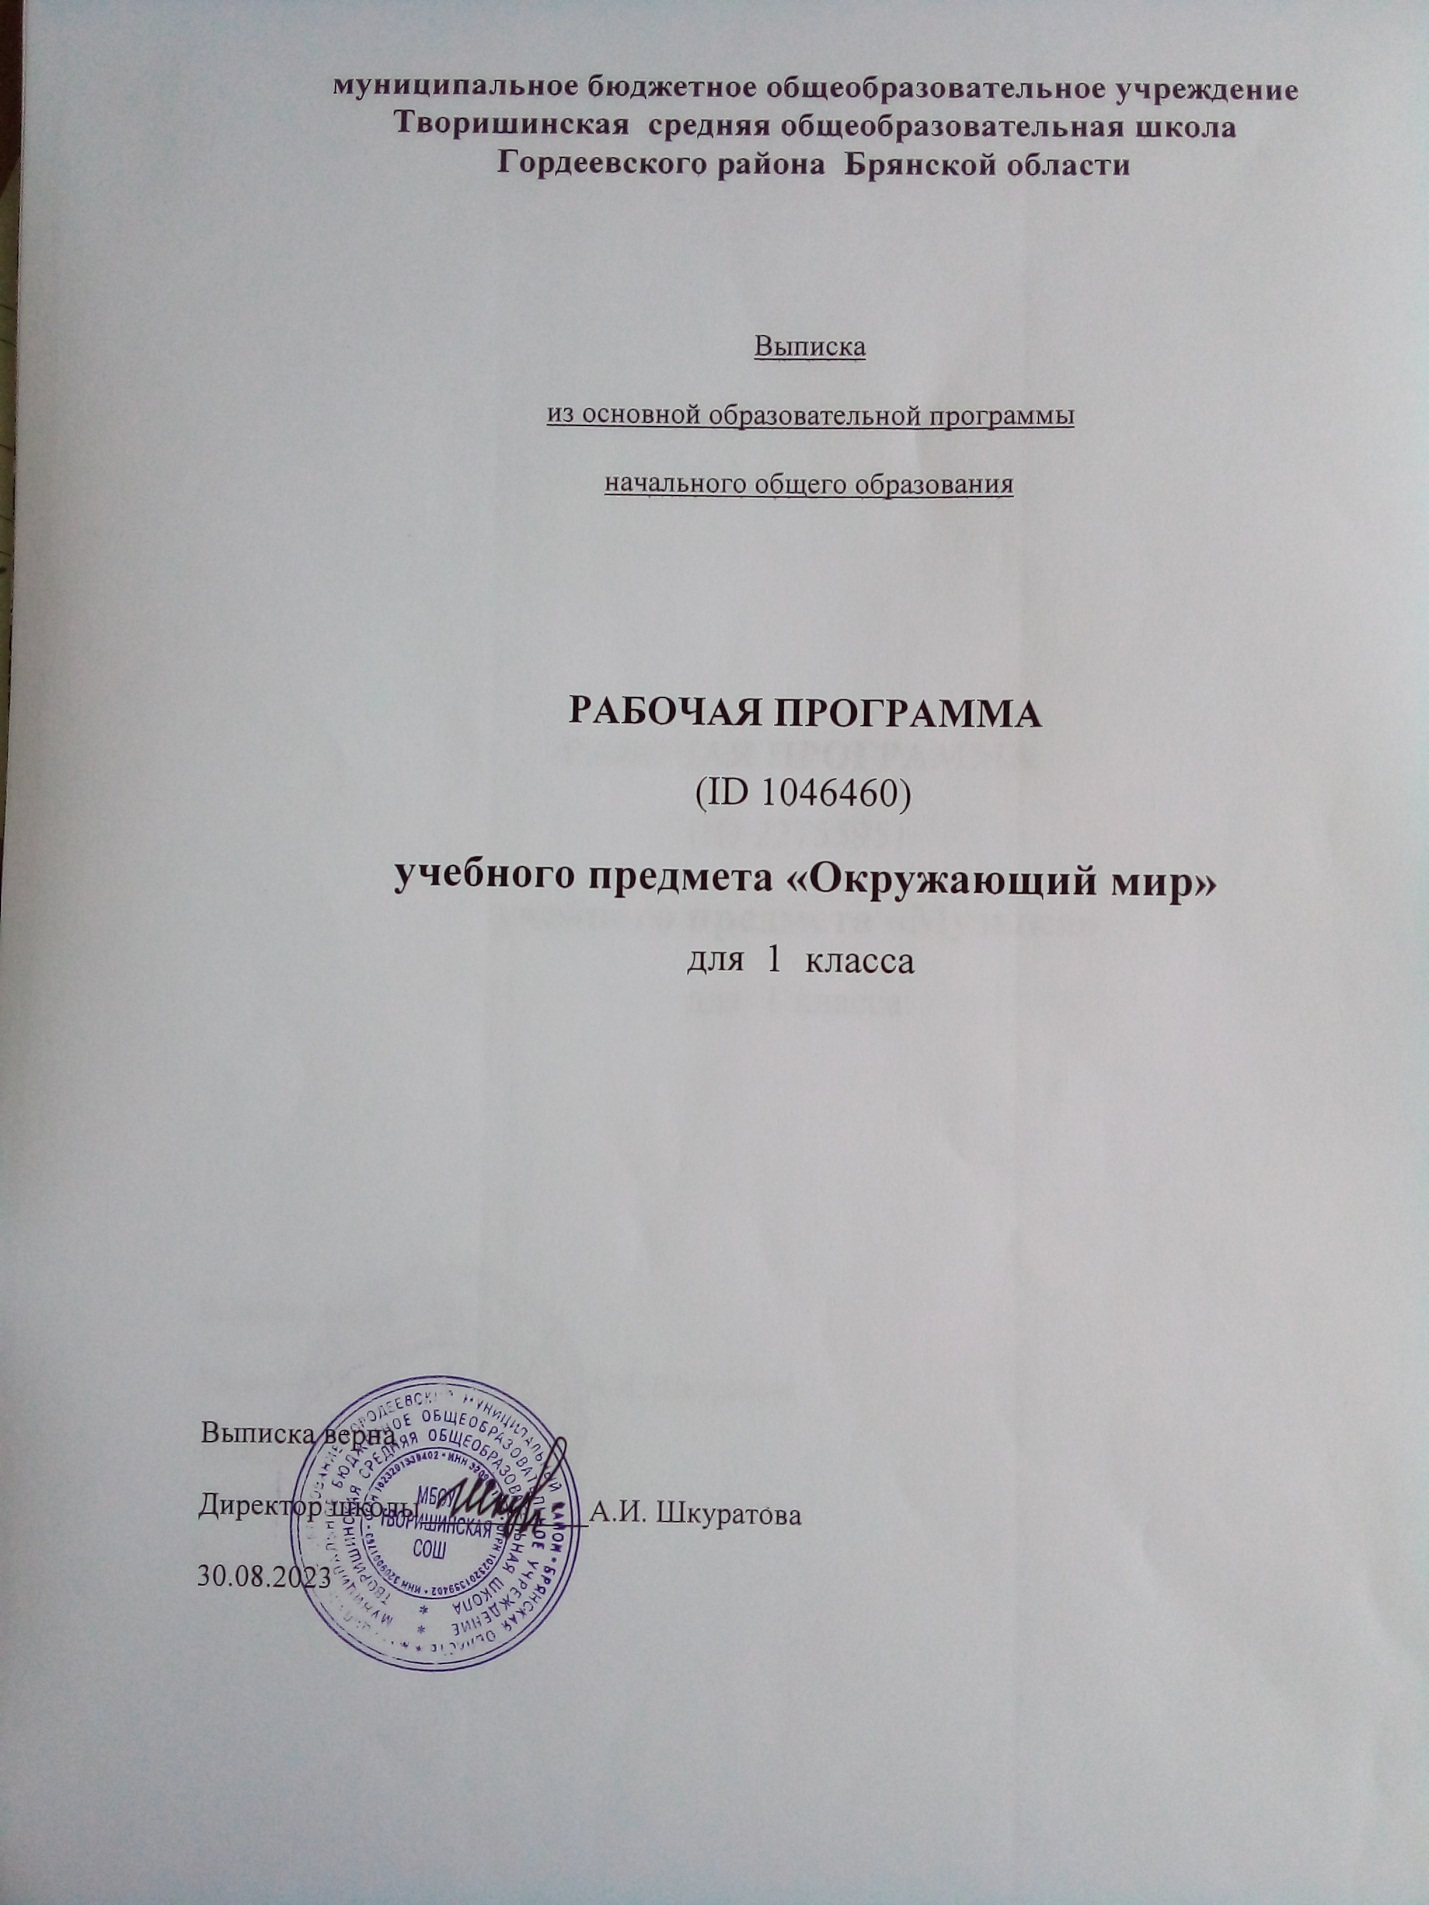 муниципальное бюджетное общеобразовательное учреждение
Творишинская средняя общеобразовательная школа
Гордеевского района Брянской области
Выписка
из основной образовательной программы
начального общего образования
РАБОЧАЯ ПРОГРАММА
(ID 1046460)
учебного предмета «Окружающий мир»
для 1 класса
Выписка верна
Директор школы А.И. Шкуратова
30.08.2023
МБОУ
ТВОРИШИНСКАЯ
СОШ